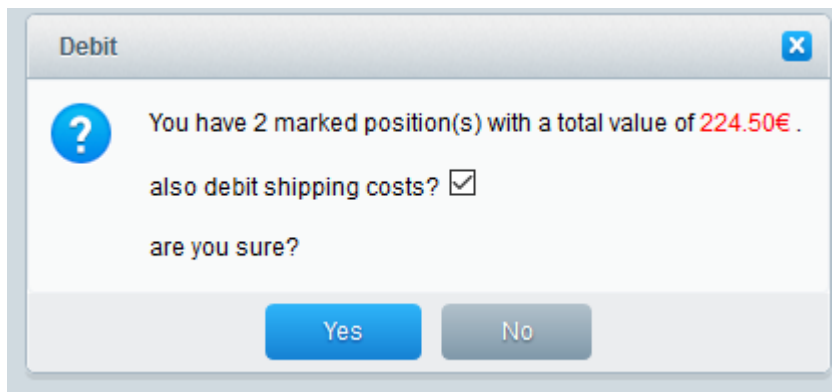 Debit
You have 2 marked position(s) with a total value of 224.50€ .
also debit shipping costs?
are you sure?
Yes
No